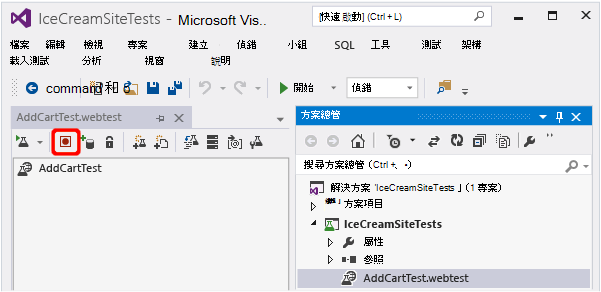 IceCreamSiteTests - Microsoft Vis..
[快速 啟動] (Ctrl + L)
檔案 編輯 檢視 專案 建立 偵錯 小組 SQL 工具 測試 架構
載入測試 分析 視窗 說明
command 和 6 開始 偵錯
AddCartTest.webtest
方案總管
AddCartTest
搜尋方案總管 (Ctrl +、·)
解決方案 'IceCreamSiteTests」(1 專案)
方案項目
IceCreamSiteTests
屬性
參照
AddCartTest.webtest